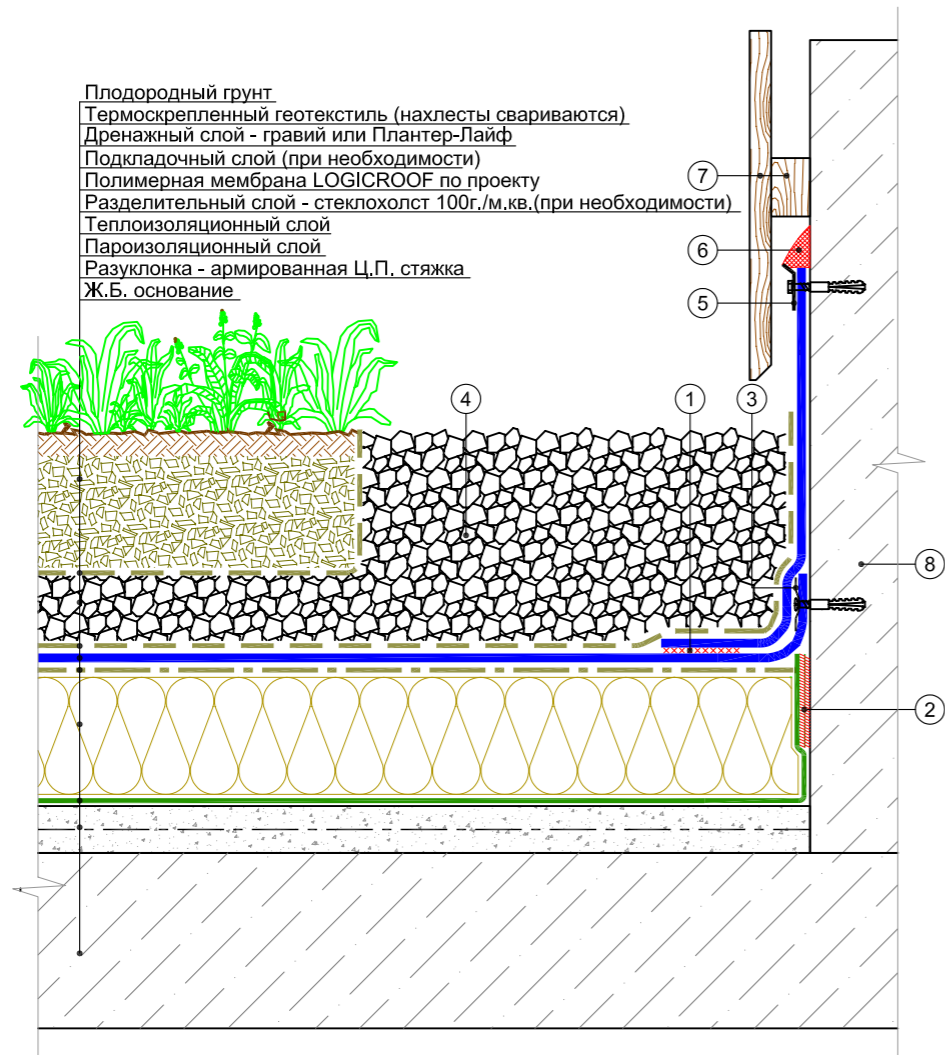 Плодородный грунт
Термоскрепленный геотекстиль (нахлесты свариваются)
Дренажный слой - гравий или Плантер-Лайф
Подкладочный слой (при необходимости)
Полимерная мембрана LOGICROOF по проекту
Разделительный слой - стеклохолст 100г./м.кв.(при необходимости)
Теплоизоляционный слой
Пароизоляционный слой
Разуклонка - армированная Ц.П. стяжка
Ж.Б. основание
7
6
5
4
1
3
8
2